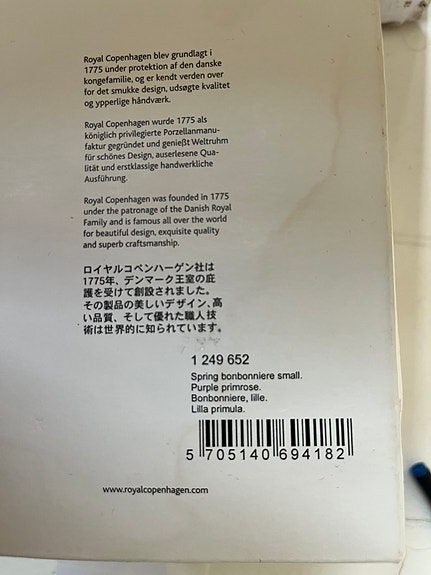 Royal Copenhagen blev grundlagt i
1775 under protektion af den danske
kongefamilie, og er kendt verden over
for det smukke design, udsøgte kvalitet
og ypperlige håndværk.
Royal Copenhagen wurde 1775 als
königlich privilegierte Porzellanmanu-
faktur gegründet und genießt Weltruhm
für schönes Design, auserlesene Qua-
lität und erstklassige handwerkliche
Ausführung.
Royal Copenhagen was founded in 1775
under the patronage of the Danish Royal
Family and is famous all over the world
for beautiful design, exquisite quality
and superb craftsmanship.
ロイヤルコペンハーゲン社は
1775年、デンマーク王室の庇
護を受けて創設されました。
その製品の美しいデザイン、高
い品質、そして優れた職人技
術は世界的に知られています。
1 249 652
Spring bonbonniere small.
Purple primrose.
Bonbonniere, lille.
Lilla primula.
5 705140 694182
www.royalcopenhagen.com